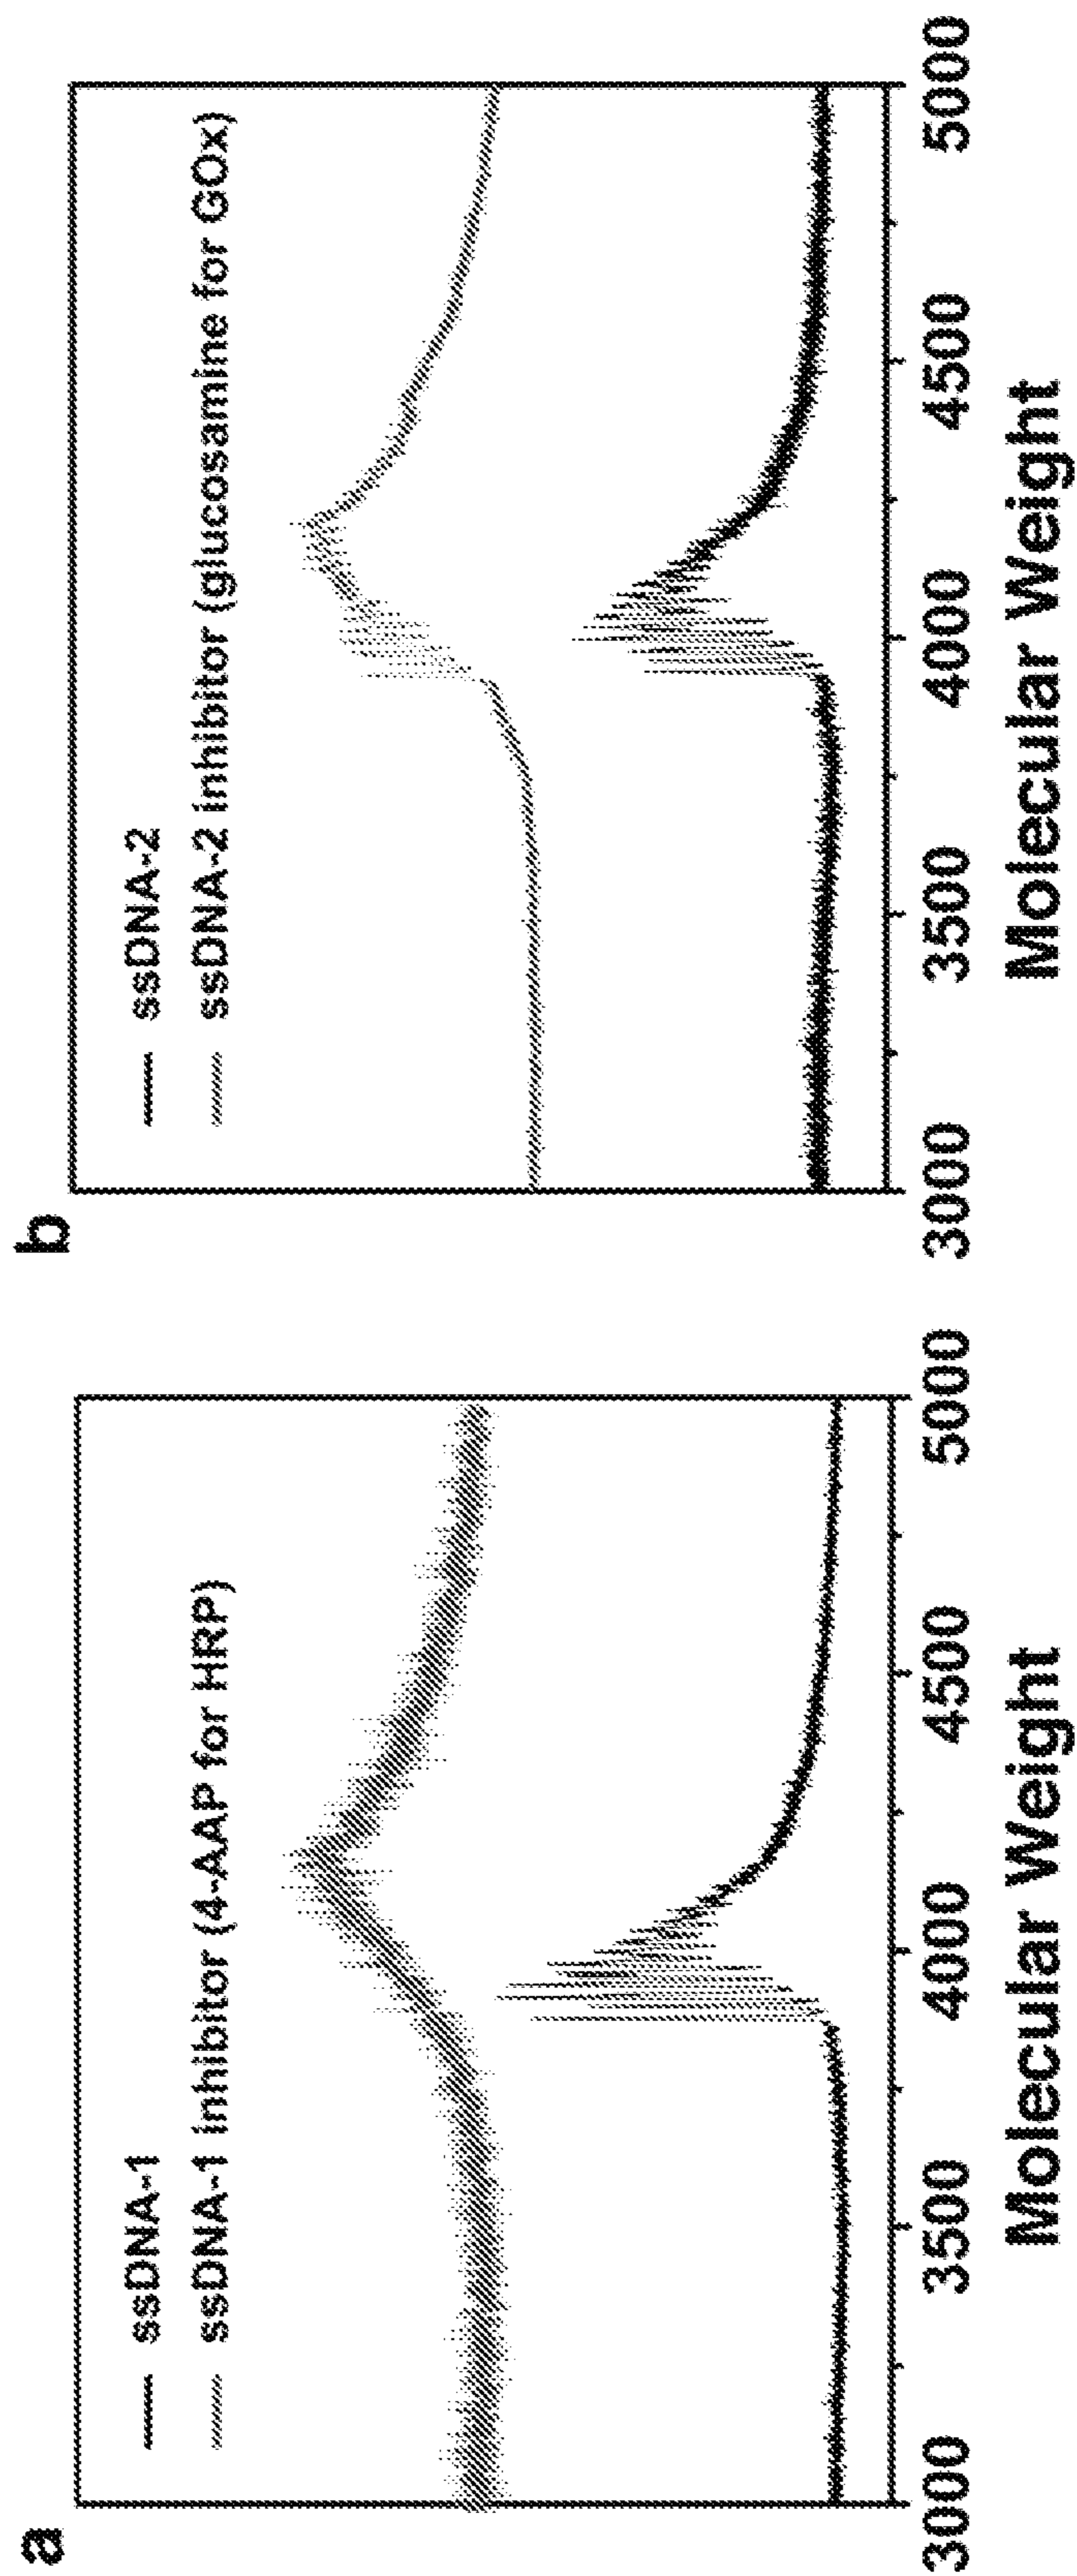 a
ssDNA-1
ssDNA-1 inhibitor (4-AAP for HRP)
3000 3500 4000 4500 5000
Molecular Weight
b
ssDNA-2
ssDNA-2 inhibitor (glucosamine for GOx)
3000 3500 4000 4500 5000
Molecular Weight